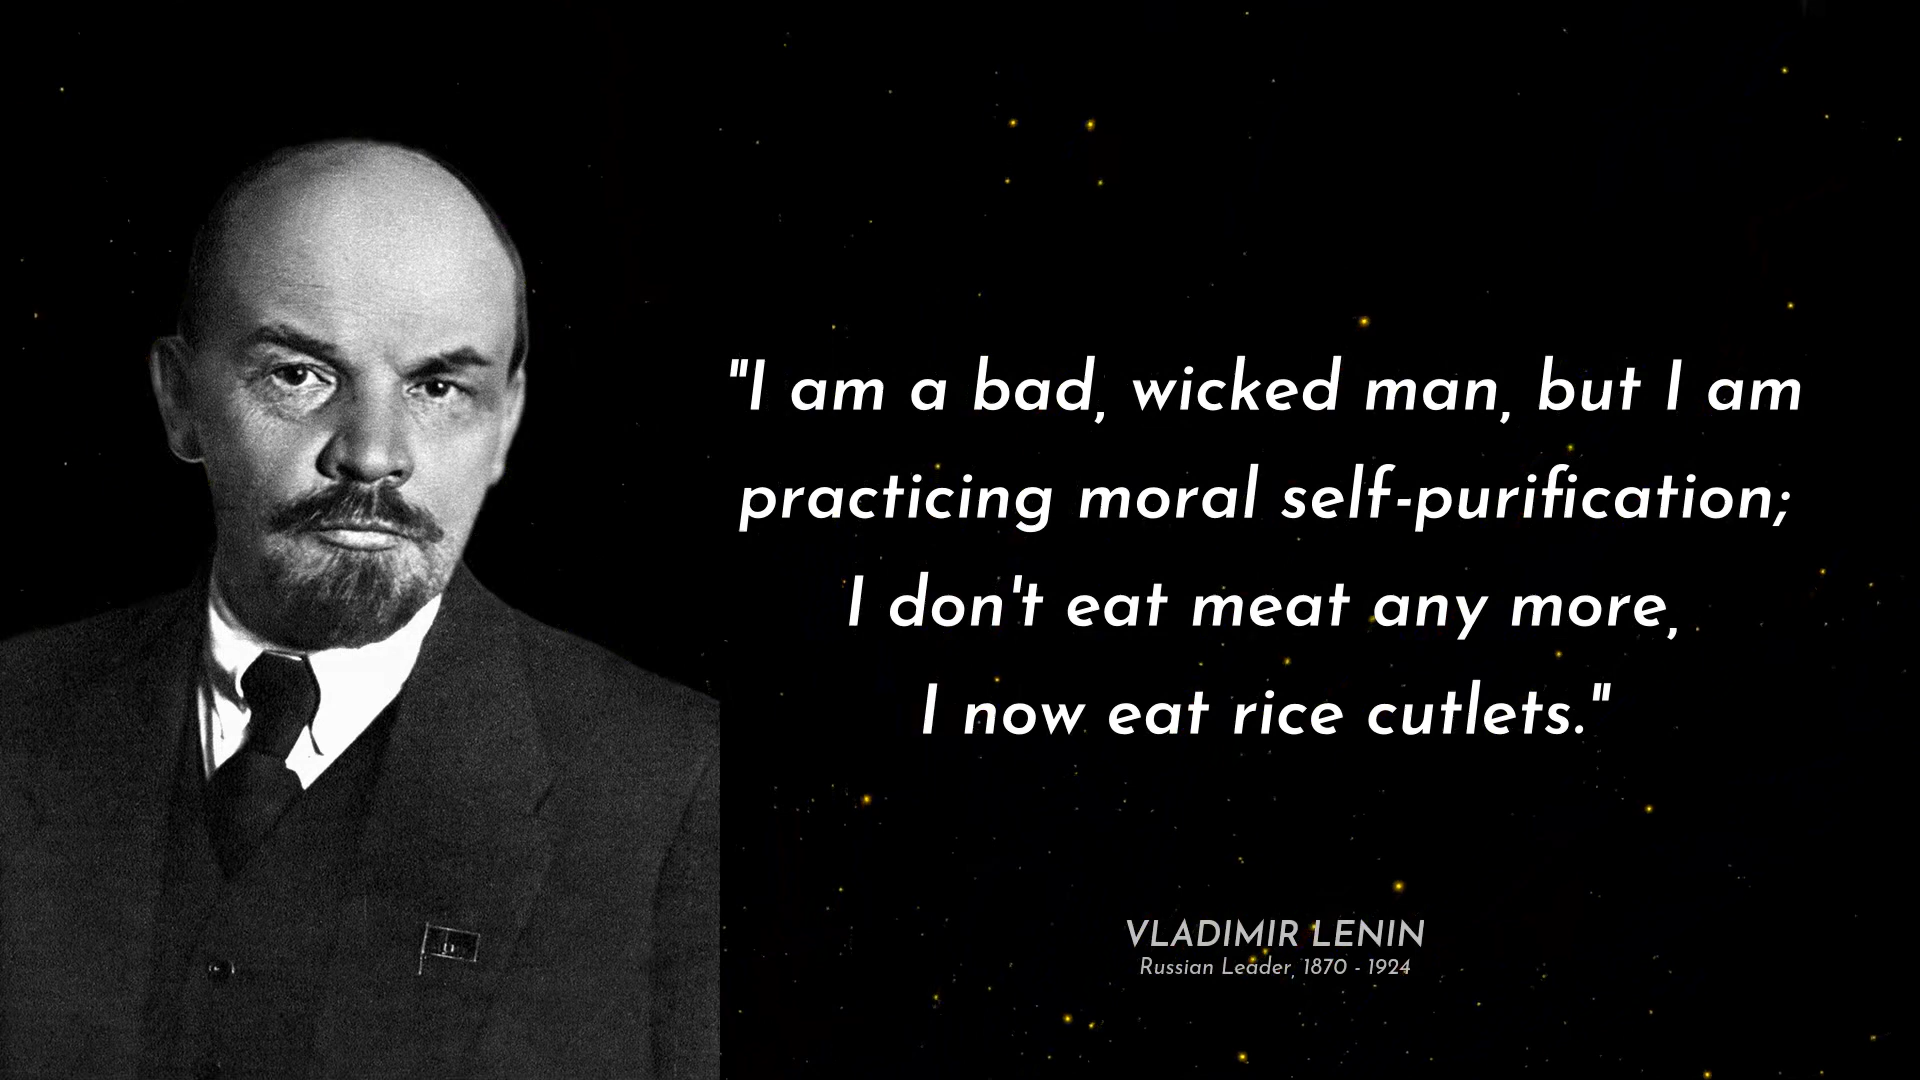 "I am a bad, wicked man, but I am
practicing moral self-purification;
I don't eat meat any more,
I now eat rice cutlets."
VLADIMIR LENIN
Russian Leader, 1870 - 1924